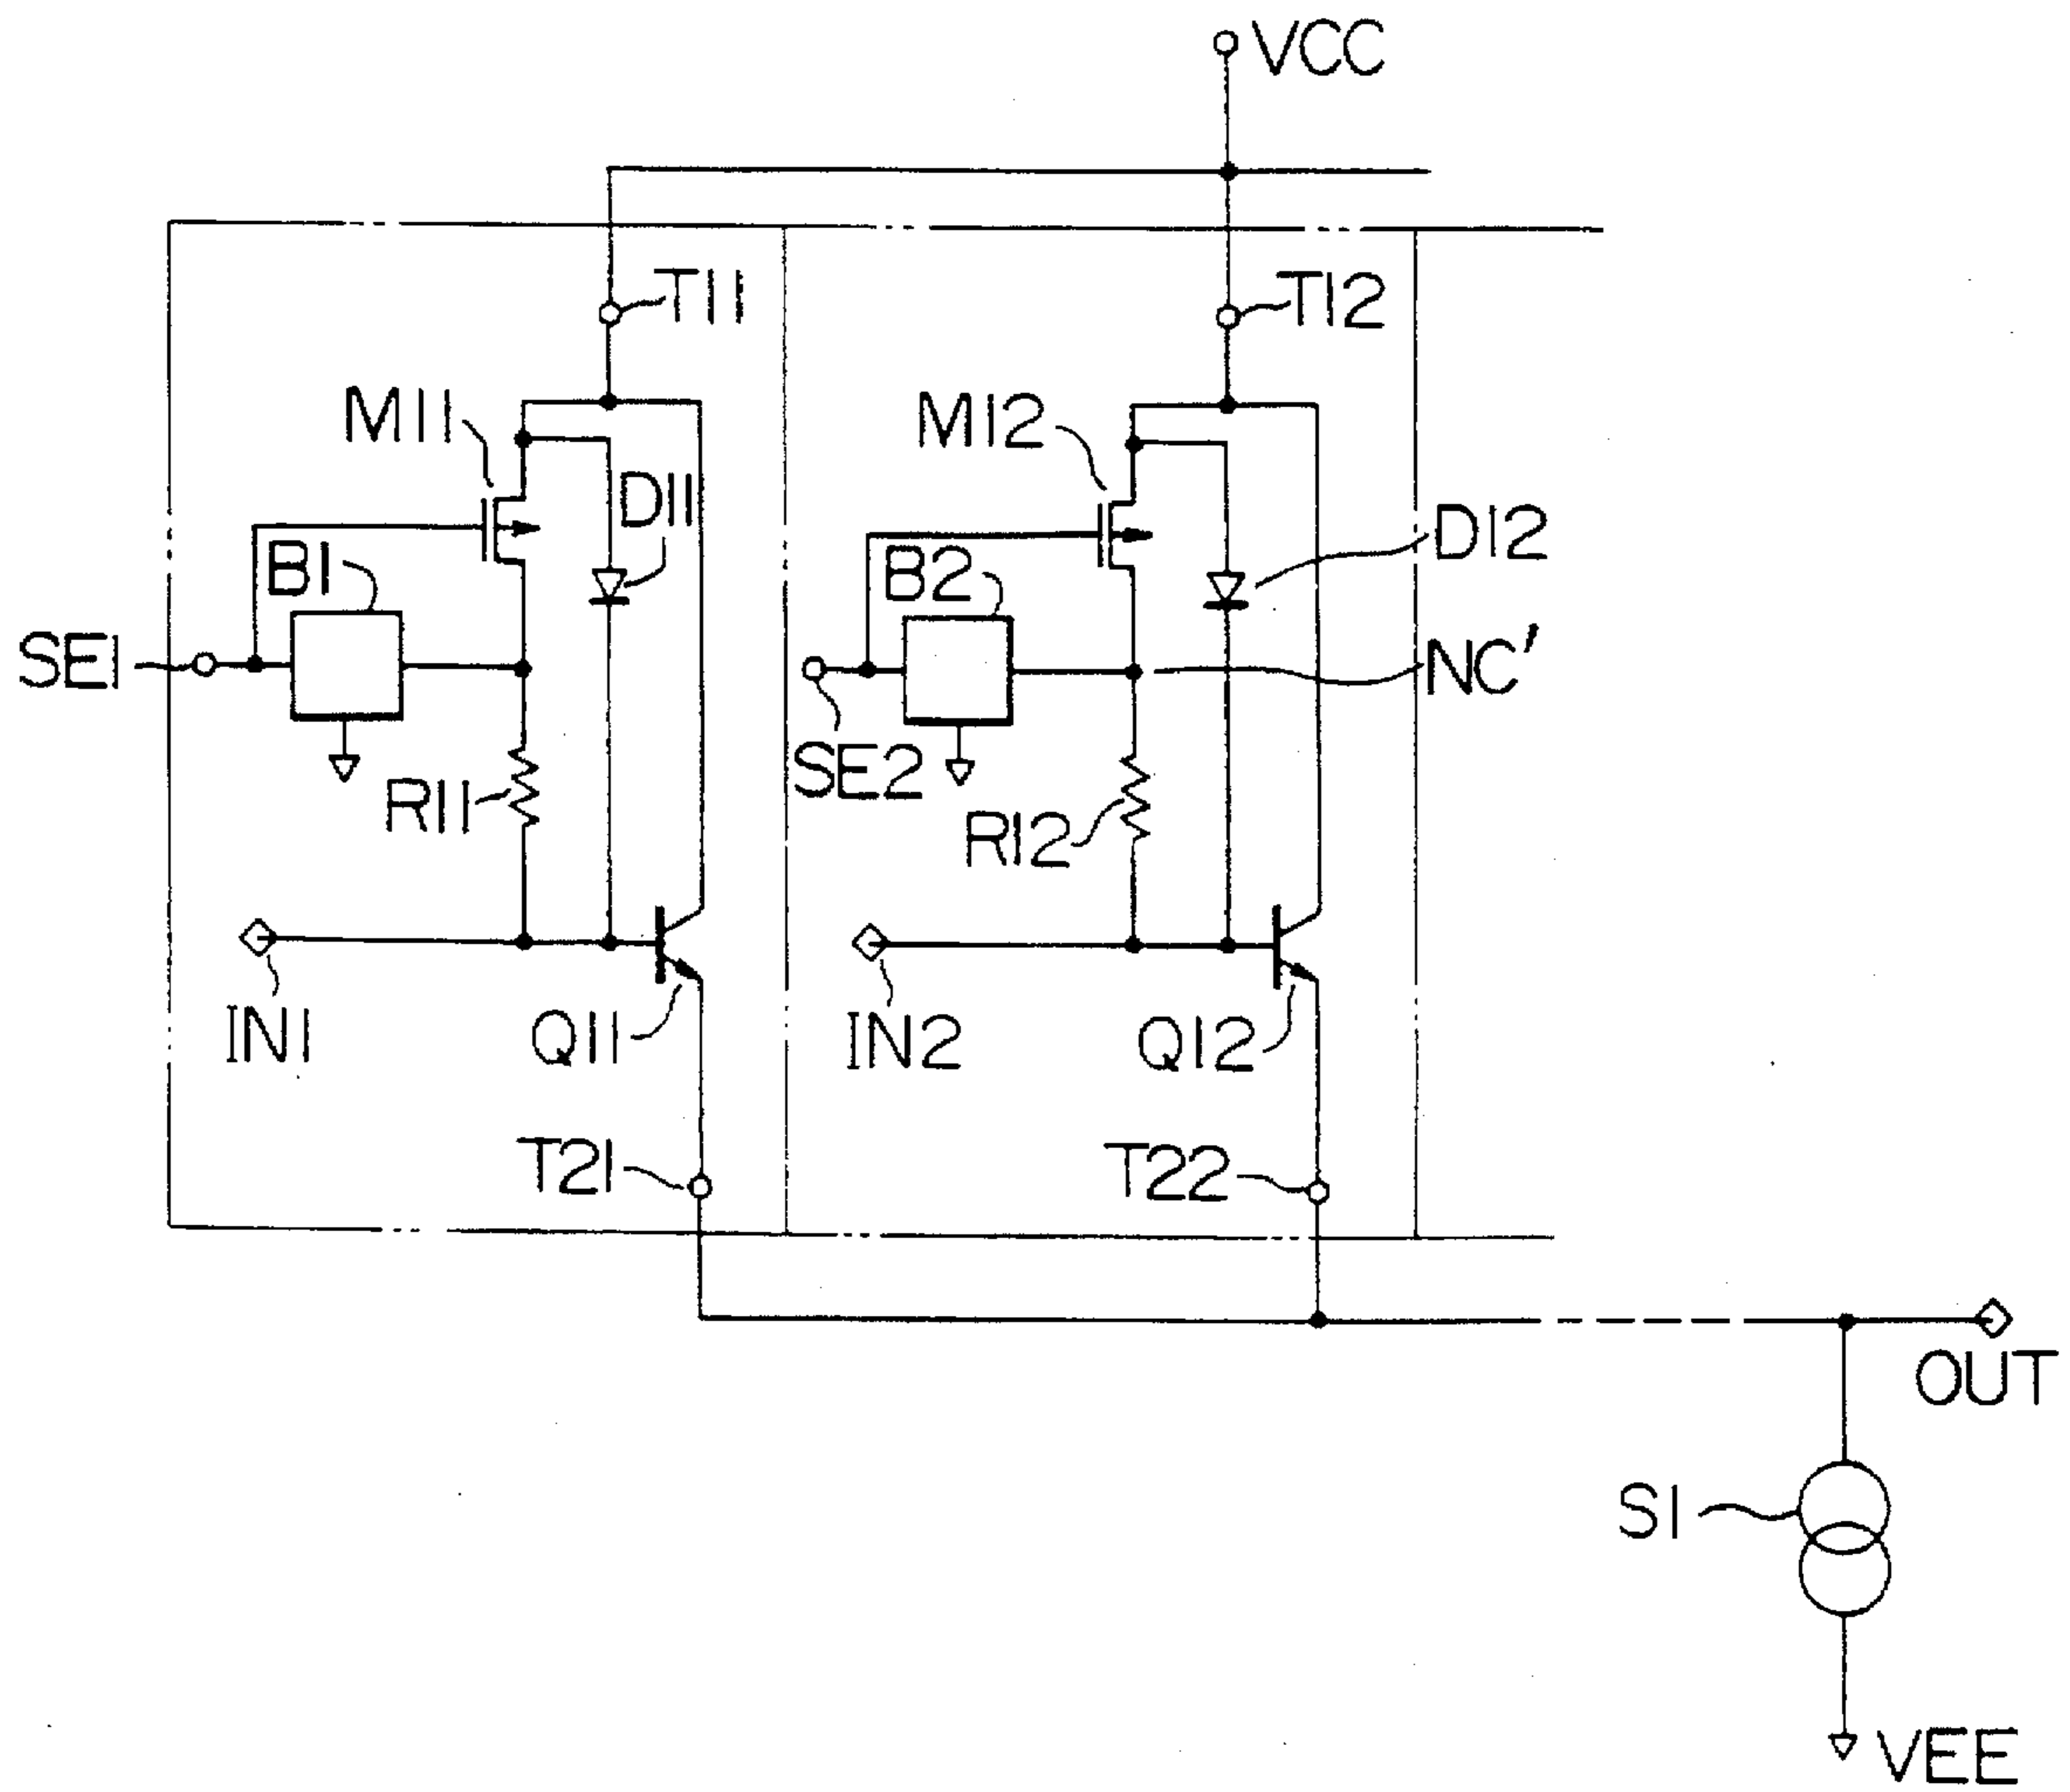 VCC
T11
T12
M11
M12
D11
D12
B1
B2
SE1
NC'
SE2
R11
R12
IN1
Q11
IN2
Q12
T21
T22
OUT
S1
VEE